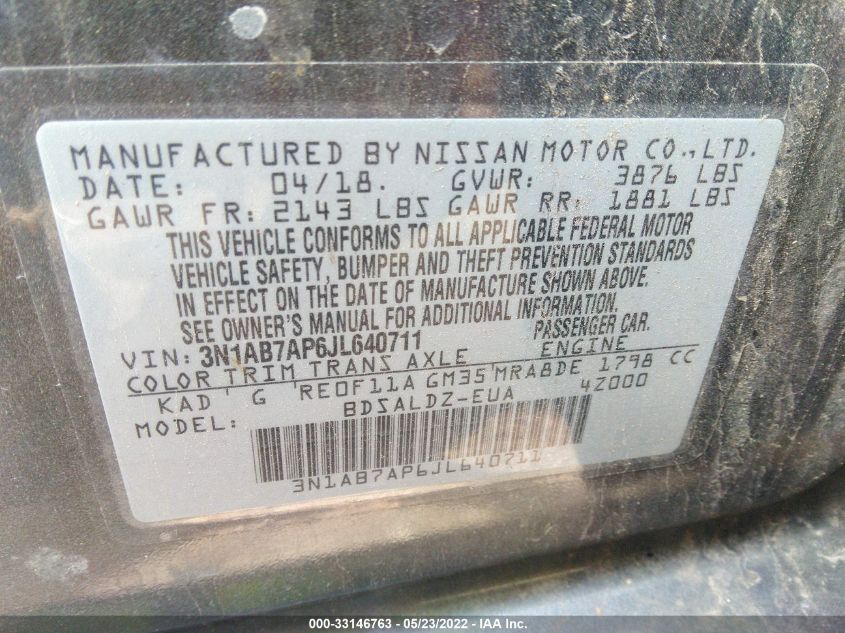 MANUFACTURED BY NISSAN MOTOR CO.,LTD.
DATE: 04/18. GVWR: 3876 LBS
GAWR FR: 2143 LBS GAWR RR: 1881 LBS
THIS VEHICLE CONFORMS TO ALL APPLICABLE FEDERAL MOTOR
VEHICLE SAFETY, BUMPER AND THEFT PREVENTION STANDARDS
IN EFFECT ON THE DATE OF MANUFACTURE SHOWN ABOVE.
SEE OWNER'S MANUAL FOR ADDITIONAL INFORMATION.
VIN: 3N1AB7AP6JL640711 PASSENGER CAR.
COLOR TRIM TRANS AXLE ENGINE
KAD ' G 'RE0F11A GM35 MRA8DE 1798 CC
MODEL: BDSALDZ-EUA 4Z000
3N1AB7AP6JL640711
000-33146763 - 05/23/2022 - IAA Inc.